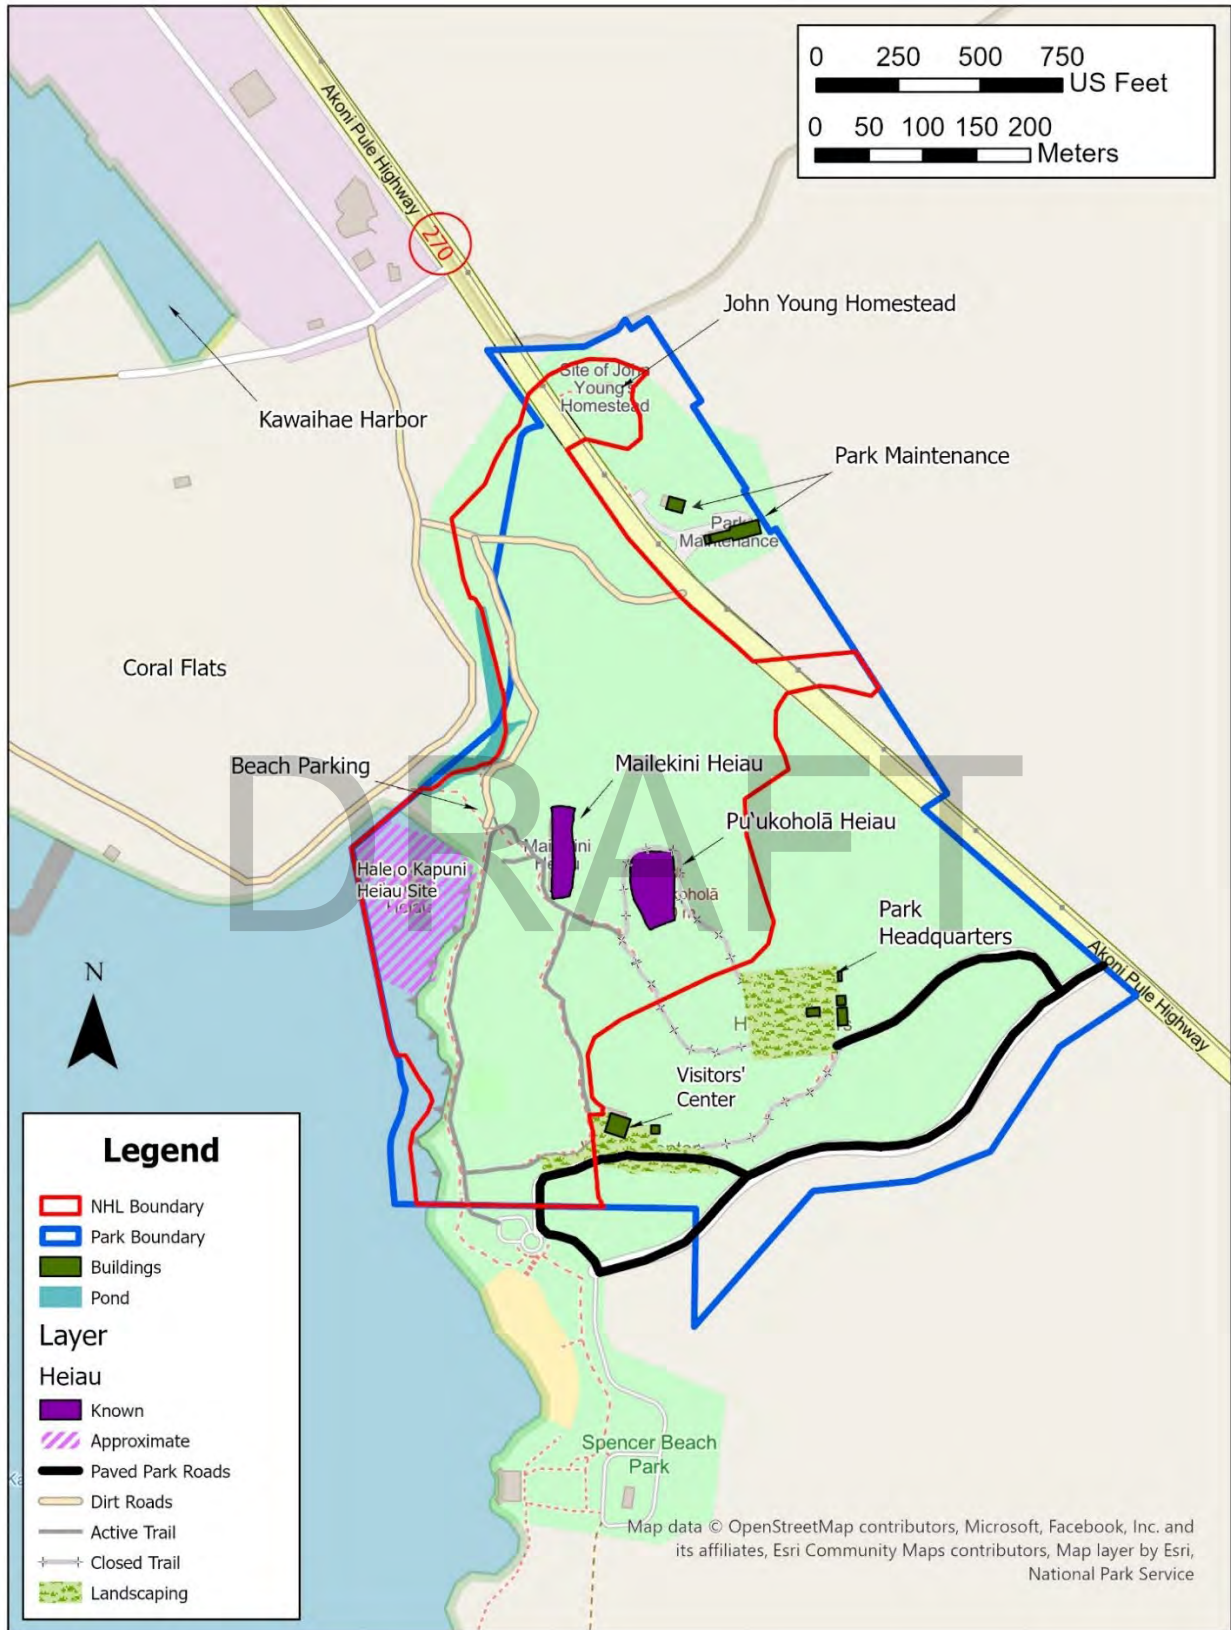 0 250 500 750
US Feet
0 50 100 150 200
Meters
Akoni Pule Highway
270
John Young Homestead
Site of John
Young's
Homestead
Kawaihae Harbor
Park Maintenance
Park
Maintenance
Coral Flats
DRAFT
Beach Parking
Mailekini Heiau
Puʻukoholā Heiau
Hale o Kapuni
Heiau Site
Heiau
Park
Headquarters
Akoni Pule Highway
N
Visitors'
Center
Legend
NHL Boundary
Park Boundary
Buildings
Pond
Layer
Heiau
Known
Approximate
Paved Park Roads
Dirt Roads
Active Trail
Closed Trail
Landscaping
Spencer Beach
Park
Map data © OpenStreetMap contributors, Microsoft, Facebook, Inc. and
its affiliates, Esri Community Maps contributors, Map layer by Esri,
National Park Service